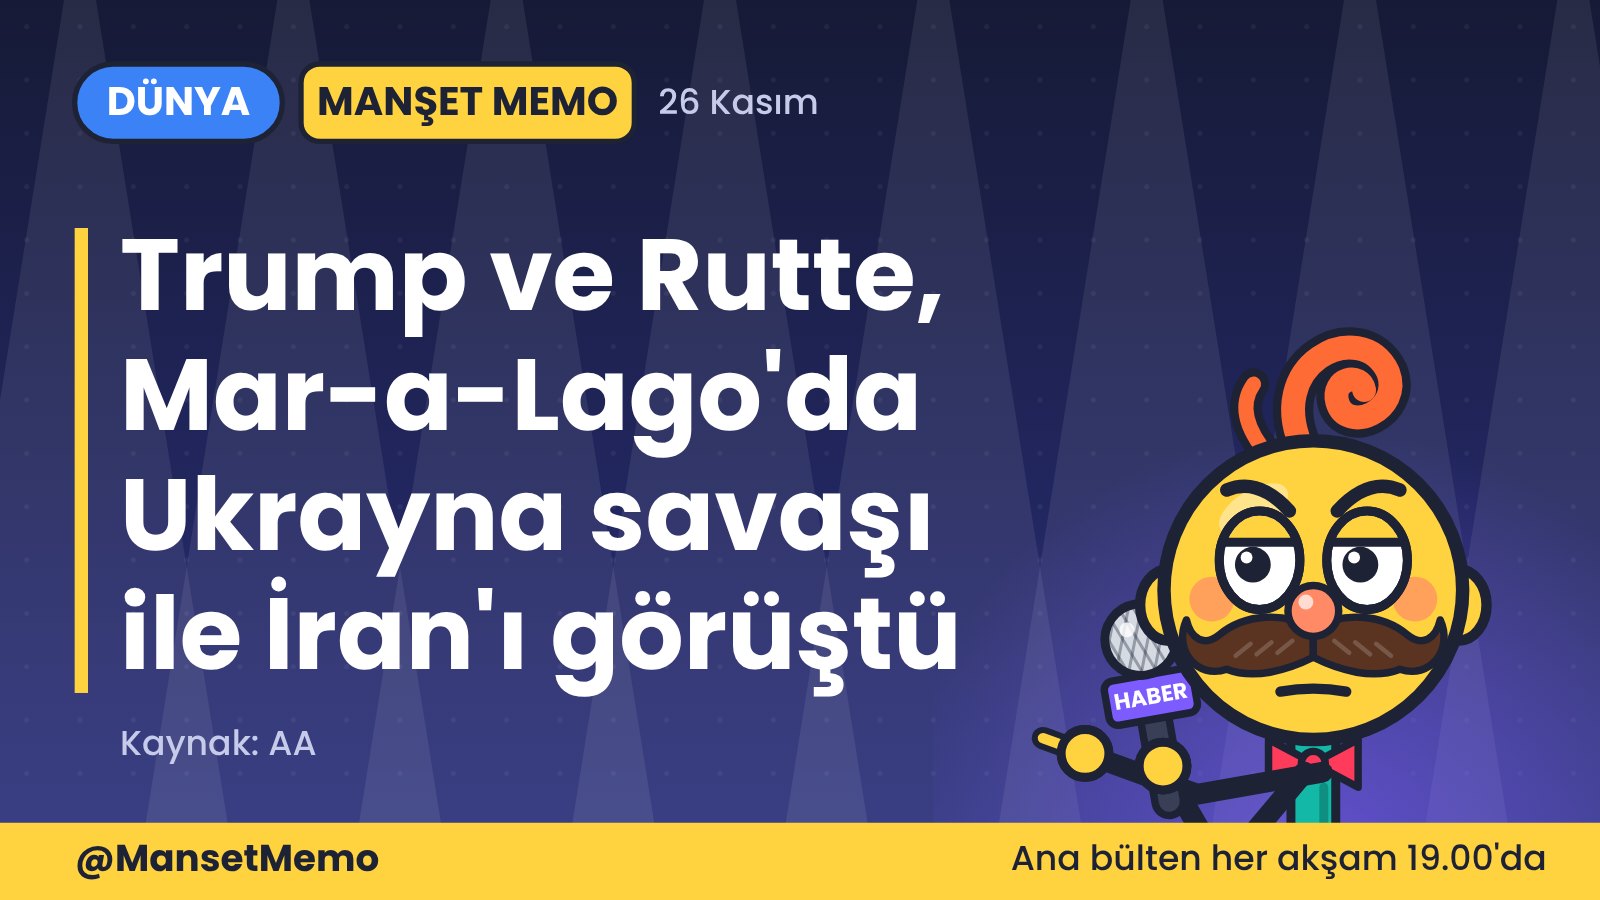 DÜNYA MANŞET MEMO 26 Kasım
Trump ve Rutte,
Mar-a-Lago'da
Ukrayna savaşı
ile İran'ı görüştü
Kaynak: AA
HABER
@MansetMemo
Ana bülten her akşam 19.00'da